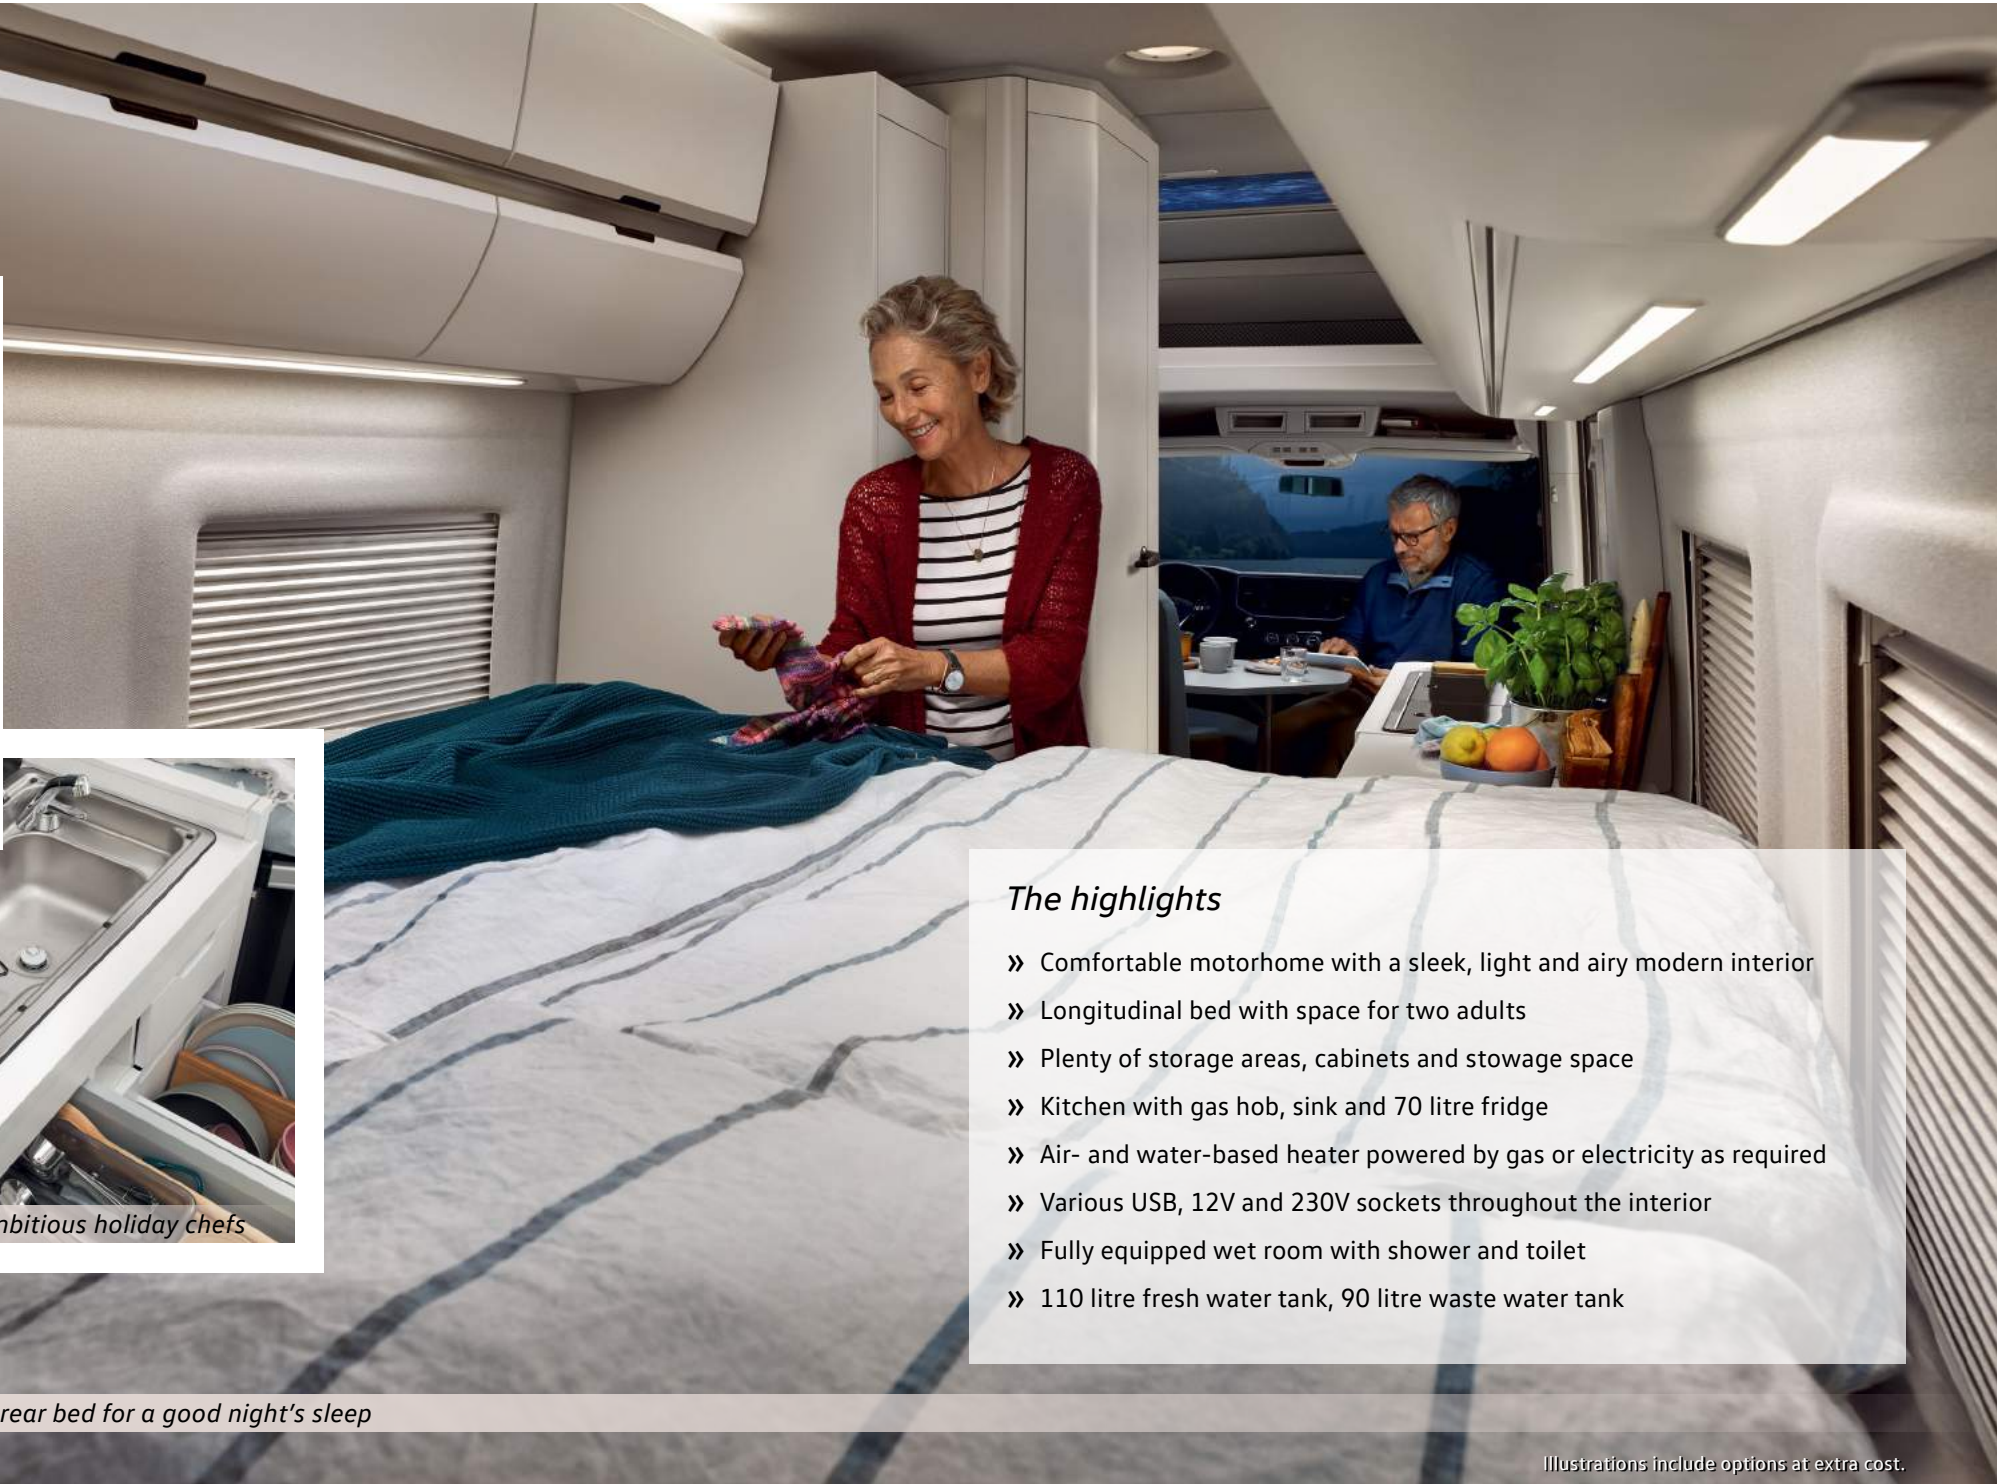 The highlights
» Comfortable motorhome with a sleek, light and airy modern interior
» Longitudinal bed with space for two adults
» Plenty of storage areas, cabinets and stowage space
» Kitchen with gas hob, sink and 70 litre fridge
» Air- and water-based heater powered by gas or electricity as required
» Various USB, 12V and 230V sockets throughout the interior
» Fully equipped wet room with shower and toilet
» 110 litre fresh water tank, 90 litre waste water tank
holiday chefs
rear bed for a good night's sleep
Illustrations include options at extra cost.